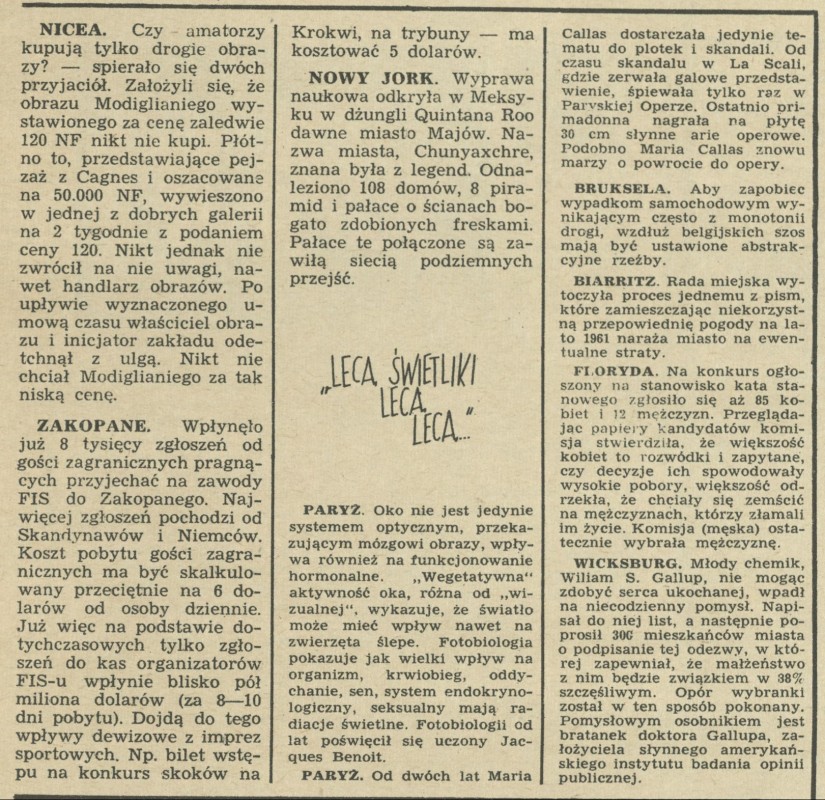 NICEA. Czy amatorzy
kupują tylko drogie obra-
zy? — spierało się dwóch
przyjaciół. Założyli się, że
obrazu Modiglianiego wy-
stawionego za cenę zaledwie
120 NF nikt nie kupi. Płót-
no to, przedstawiające pej-
zaż z Cagnes i oszacowane
na 50.000 NF, wywieszono
w jednej z dobrych galerii
na 2 tygodnie z podaniem
ceny 120. Nikt jednak nie
zwrócił na nie uwagi, na-
wet handlarz obrazów. Po
upływie wyznaczonego u-
mową czasu właściciel obra-
zu i inicjator zakładu ode-
tchnął z ulgą. Nikt nie
chciał Modiglianiego za tak
niską cenę.
ZAKOPANE. Wpłynęło
już 8 tysięcy zgłoszeń od
gości zagranicznych pragną-
cych przyjechać na zawody
FIS do Zakopanego. Naj-
więcej zgłoszeń pochodzi od
Skandynawów i Niemców.
Koszt pobytu gości zagra-
nicznych ma być skalkulo-
wany przeciętnie na 6 do-
larów od osoby dziennie.
Już więc na podstawie do-
tychczasowych tylko zgło-
szeń do kas organizatorów
FIS-u wpłynie blisko pół
miliona dolarów (za 8—10
dni pobytu). Dojdą do tego
wpływy dewizowe z imprez
sportowych. Np. bilet wstę-
pu na konkurs skoków na
Krokwi, na trybuny — ma
kosztować 5 dolarów.
NOWY JORK. Wyprawa
naukowa odkryła w Meksy-
ku w dżungli Quintana Roo
dawne miasto Majów. Na-
zwa miasta, Chunyaxchre,
znana była z legend. Odna-
leziono 108 domów, 8 pira-
mid i pałace o ścianach bo-
gato zdobionych freskami.
Pałace te połączone są za-
wiłą siecią podziemnych
przejść.
„LECĄ, ŚWIETLIKI
LECĄ,
LECĄ..."
PARYŻ. Oko nie jest jedynie
systemem optycznym, przeka-
zującym mózgowi obrazy, wpły-
wa również na funkcjonowanie
hormonalne. „Wegetatywna"
aktywność oka, różna od „wi-
zualnej", wykazuje, że światło
może mieć wpływ nawet na
zwierzęta ślepe. Fotobiologia
pokazuje jak wielki wpływ na
organizm, krwiobieg, oddy-
chanie, sen, system endokryno-
logiczny, seksualny mają ra-
diacje świetlne. Fotobiologii od
lat poświęcił się uczony Jac-
ques Benoit.
PARYŻ. Od dwóch lat Maria
Callas dostarczała jedynie te-
matu do plotek i skandali. Od
czasu skandalu w La Scali,
gdzie zerwała galowe przedsta-
wienie, śpiewała tylko raz w
Paryskiej Operze. Ostatnio pri-
madonna nagrała na płytę
30 cm słynne arie operowe.
Podobno Maria Callas znowu
marzy o powrocie do opery.
BRUKSELA. Aby zapobiec
wypadkom samochodowym wy-
nikającym często z monotonii
drogi, wzdłuż belgijskich szos
mają być ustawione abstrak-
cyjne rzeźby.
BIARRITZ. Rada miejska wy-
toczyła proces jednemu z pism,
które zamieszczając niekorzyst-
ną przepowiednię pogody na la-
to 1961 naraża miasto na ewen-
tualne straty.
FLORYDA. Na konkurs ogło-
szony na stanowisko kata sta-
nowego zgłosiło się aż 85 ko-
biet i 12 mężczyzn. Przegląda-
jąc papiery kandydatów komi-
sja stwierdziła, że większość
kobiet to rozwódki i zapytane,
czy decyzje ich spowodowały
wysokie pobory, większość od-
rzekła, że chciały się zemścić
na mężczyznach, którzy złamali
im życie. Komisja (męska) osta-
tecznie wybrała mężczyznę.
WICKSBURG. Młody chemik,
Wiliam S. Gallup, nie mogąc
zdobyć serca ukochanej, wpadł
na niecodzienny pomysł. Napi-
sał do niej list, a następnie po-
prosił 300 mieszkańców miasta
o podpisanie tej odezwy, w któ-
rej zapewniał, że małżeństwo
z nim będzie związkiem w 98%
szczęśliwym. Opór wybranki
został w ten sposób pokonany.
Pomysłowym osobnikiem jest
bratanek doktora Gallupa, za-
łożyciela słynnego amerykań-
skiego instytutu badania opinii
publicznej.